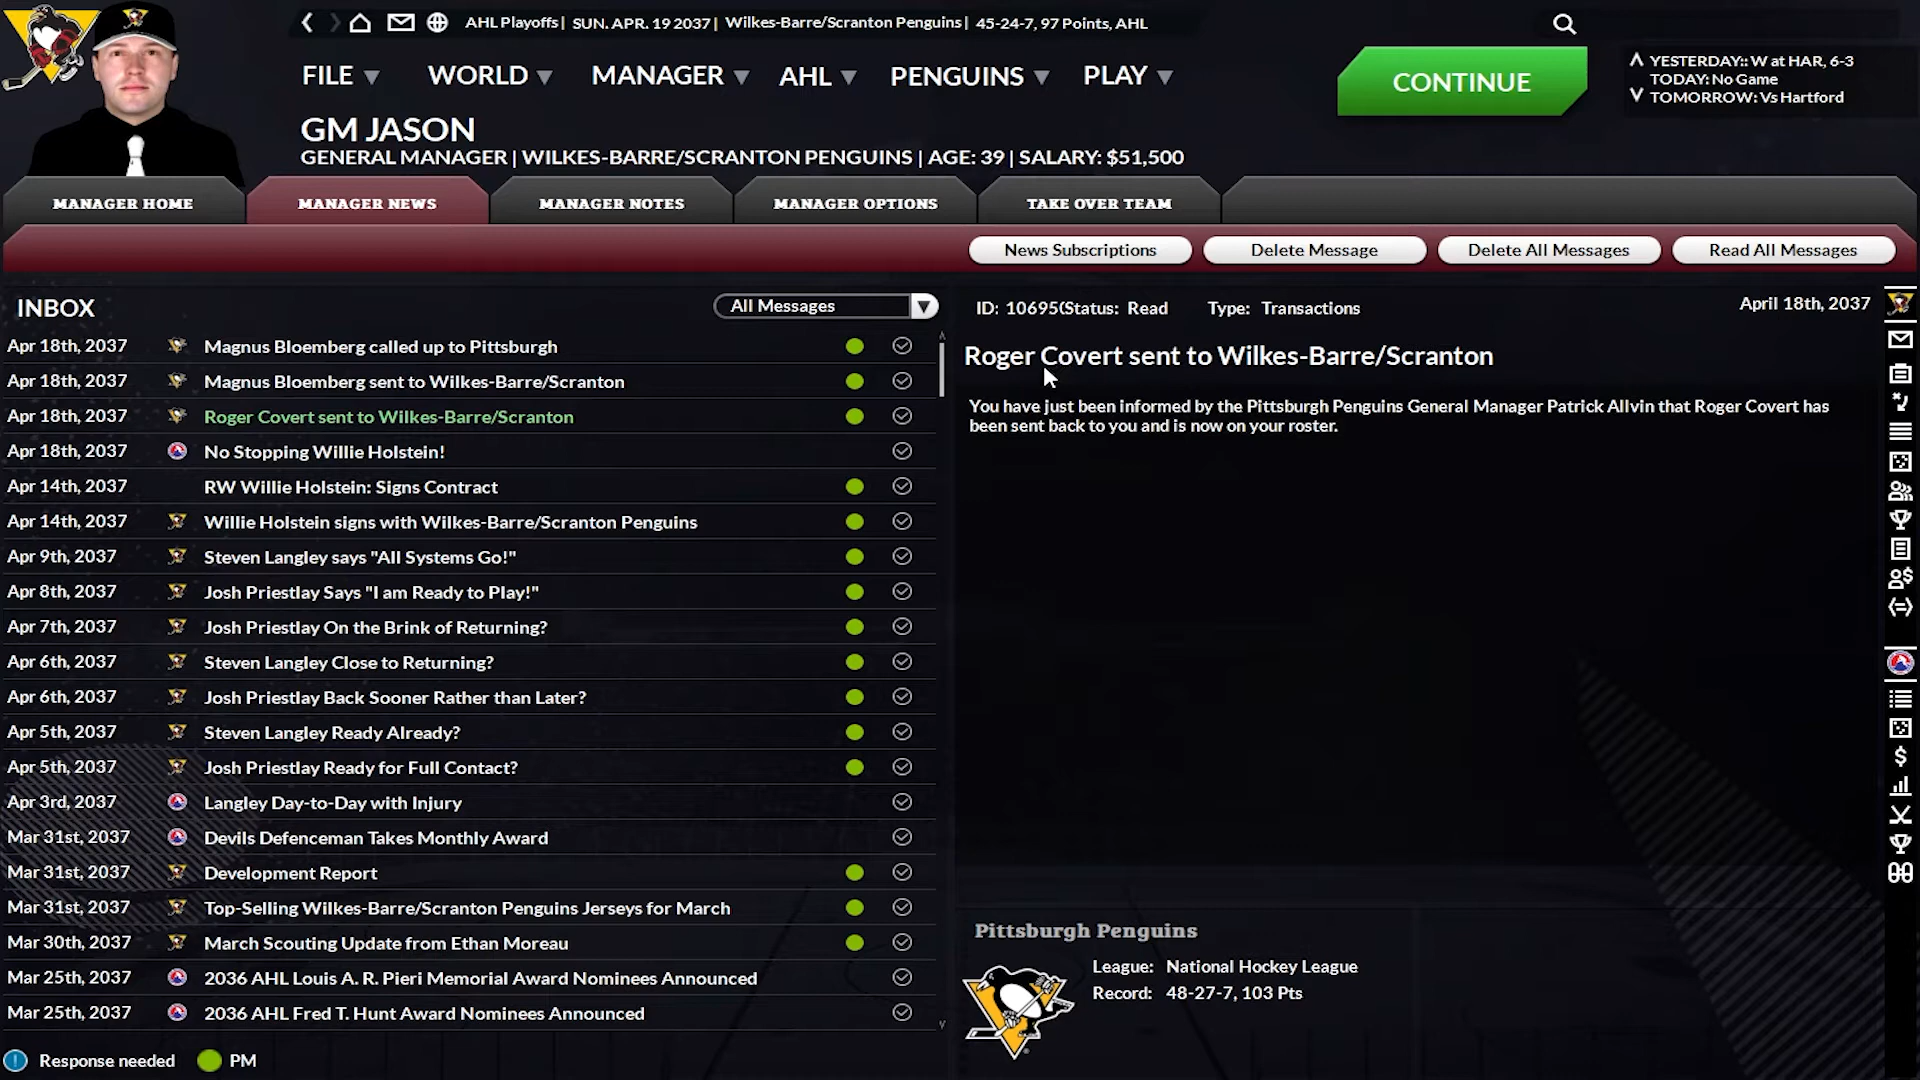 AHL Playoffs | SUN. APR. 19 2037 | Wilkes-Barre/Scranton Penguins | 45-24-7, 97 Points, AHL
FILE WORLD MANAGER AHL PENGUINS PLAY
CONTINUE
YESTERDAY:: W at HAR, 6-3
TODAY: No Game
TOMORROW: Vs Hartford
GM JASON
GENERAL MANAGER | WILKES-BARRE/SCRANTON PENGUINS | AGE: 39 | SALARY: $51,500
MANAGER HOME MANAGER NEWS MANAGER NOTES MANAGER OPTIONS TAKE OVER TEAM
News Subscriptions Delete Message Delete All Messages Read All Messages
INBOX All Messages
Apr 18th, 2037 Magnus Bloemberg called up to Pittsburgh
Apr 18th, 2037 Magnus Bloemberg sent to Wilkes-Barre/Scranton
Apr 18th, 2037 Roger Covert sent to Wilkes-Barre/Scranton
Apr 18th, 2037 No Stopping Willie Holstein!
Apr 14th, 2037 RW Willie Holstein: Signs Contract
Apr 14th, 2037 Willie Holstein signs with Wilkes-Barre/Scranton Penguins
Apr 9th, 2037 Steven Langley says "All Systems Go!"
Apr 8th, 2037 Josh Priestlay Says "I am Ready to Play!"
Apr 7th, 2037 Josh Priestlay On the Brink of Returning?
Apr 6th, 2037 Steven Langley Close to Returning?
Apr 6th, 2037 Josh Priestlay Back Sooner Rather than Later?
Apr 5th, 2037 Steven Langley Ready Already?
Apr 5th, 2037 Josh Priestlay Ready for Full Contact?
Apr 3rd, 2037 Langley Day-to-Day with Injury
Mar 31st, 2037 Devils Defenceman Takes Monthly Award
Mar 31st, 2037 Development Report
Mar 31st, 2037 Top-Selling Wilkes-Barre/Scranton Penguins Jerseys for March
Mar 30th, 2037 March Scouting Update from Ethan Moreau
Mar 25th, 2037 2036 AHL Louis A. R. Pieri Memorial Award Nominees Announced
Mar 25th, 2037 2036 AHL Fred T. Hunt Award Nominees Announced
Response needed PM
ID: 10695 Status: Read Type: Transactions April 18th, 2037
Roger Covert sent to Wilkes-Barre/Scranton
You have just been informed by the Pittsburgh Penguins General Manager Patrick Allvin that Roger Covert has
been sent back to you and is now on your roster.
Pittsburgh Penguins
League: National Hockey League
Record: 48-27-7, 103 Pts